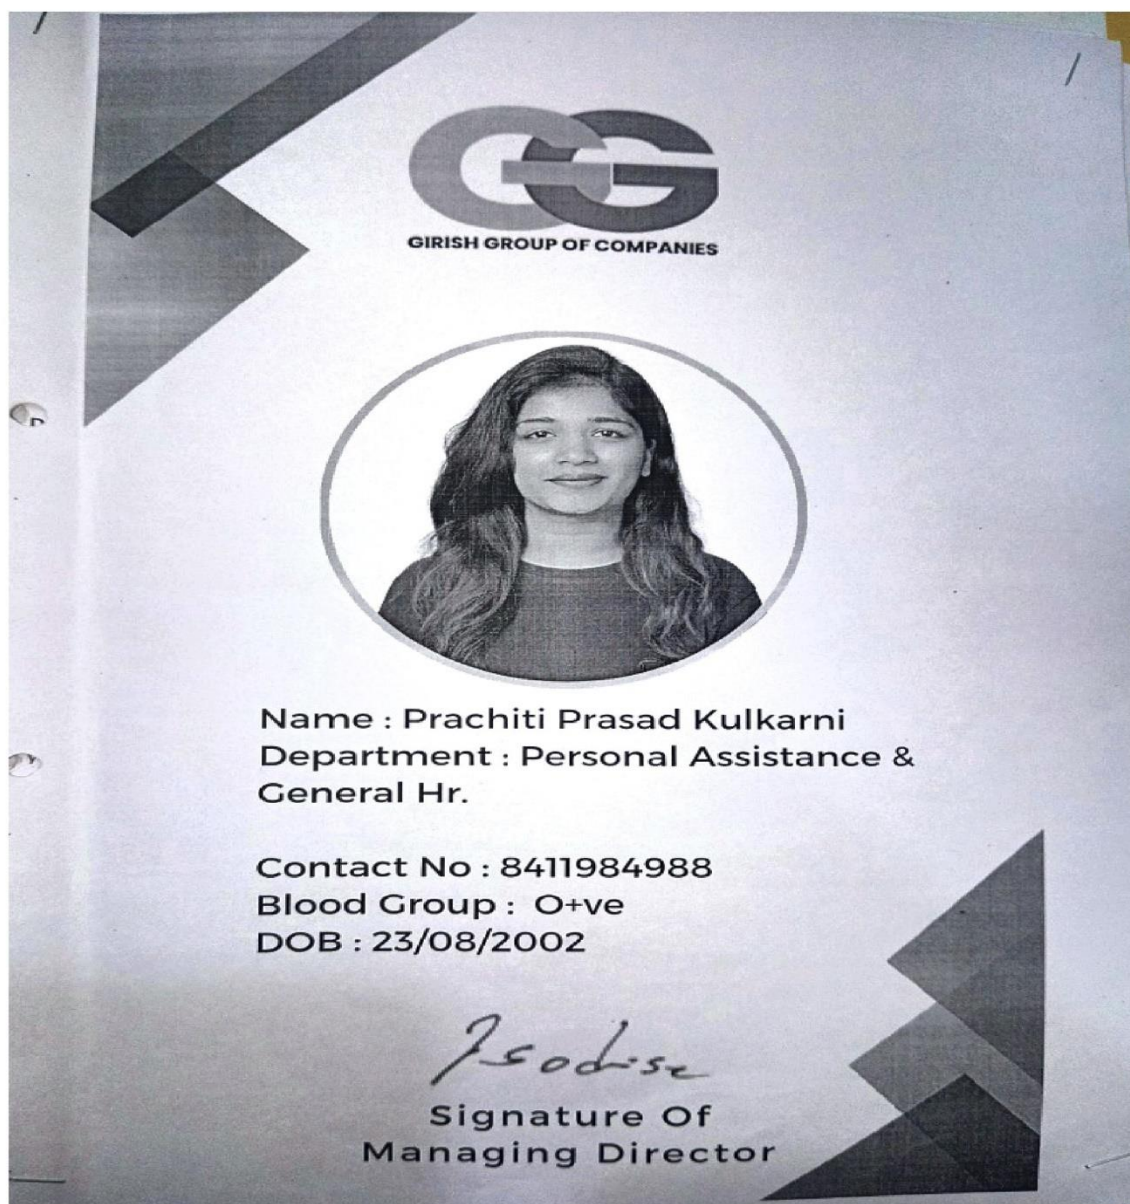 GG
GIRISH GROUP OF COMPANIES
Name : Prachiti Prasad Kulkarni
Department : Personal Assistance &
General Hr.
Contact No : 8411984988
Blood Group : O+ve
DOB : 23/08/2002
Signature Of
Managing Director